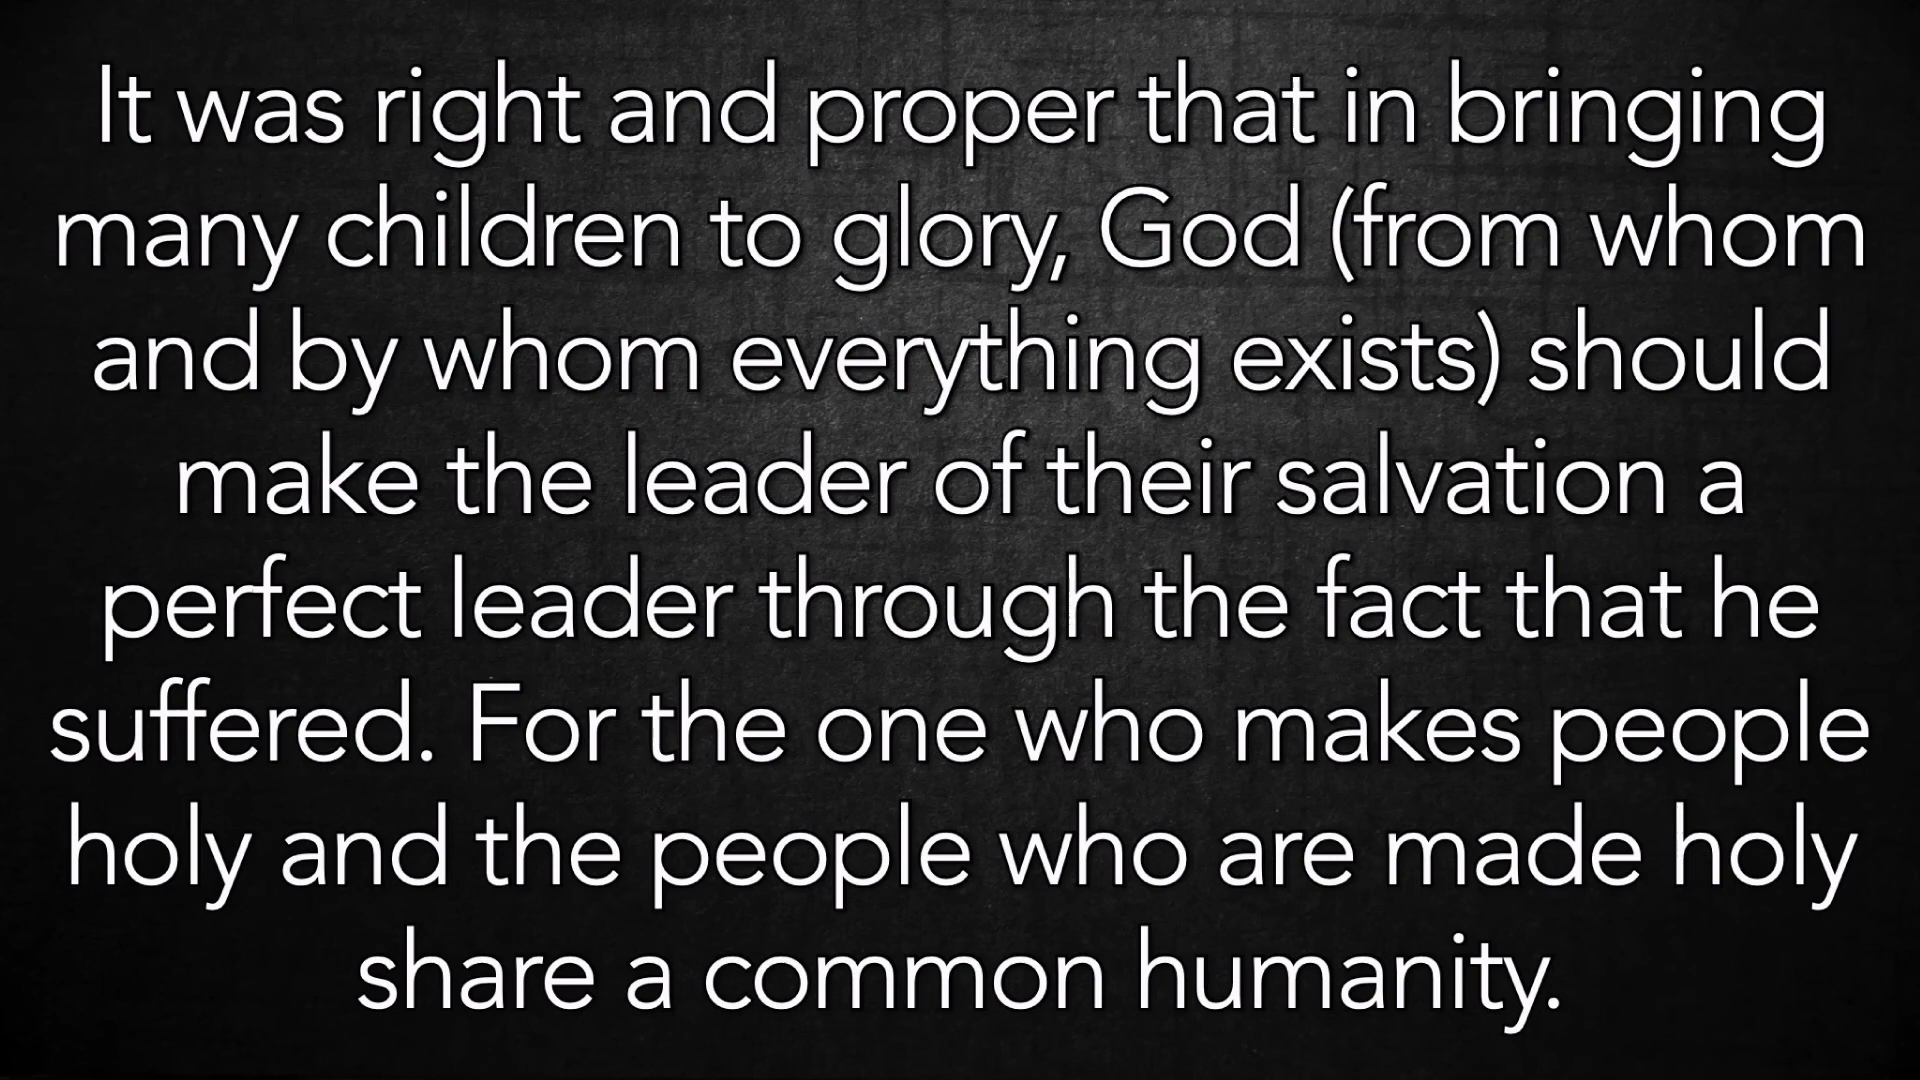 It was right and proper that in bringing
many children to glory, God (from whom
and by whom everything exists) should
make the leader of their salvation a
perfect leader through the fact that he
suffered. For the one who makes people
holy and the people who are made holy
share a common humanity.